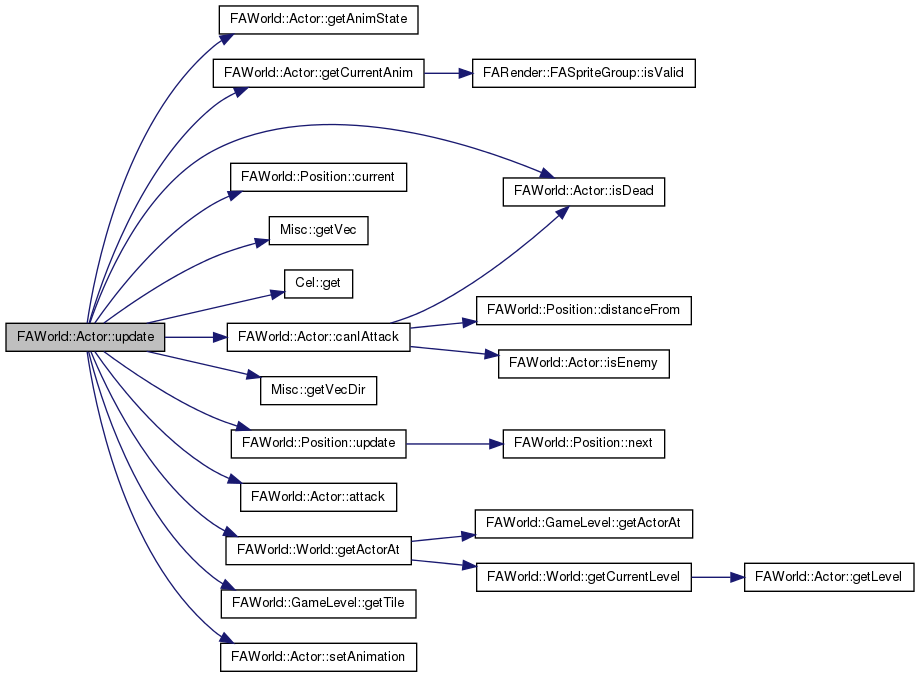 FAWorld::Actor::getAnimState
FAWorld::Actor::getCurrentAnim
FARender::FASpriteGroup::isValid
FAWorld::Position::current
FAWorld::Actor::isDead
Misc::getVec
Cel::get
FAWorld::Position::distanceFrom
FAWorld::Actor::update
FAWorld::Actor::canIAttack
FAWorld::Actor::isEnemy
Misc::getVecDir
FAWorld::Position::update
FAWorld::Position::next
FAWorld::Actor::attack
FAWorld::GameLevel::getActorAt
FAWorld::World::getActorAt
FAWorld::World::getCurrentLevel
FAWorld::Actor::getLevel
FAWorld::GameLevel::getTile
FAWorld::Actor::setAnimation